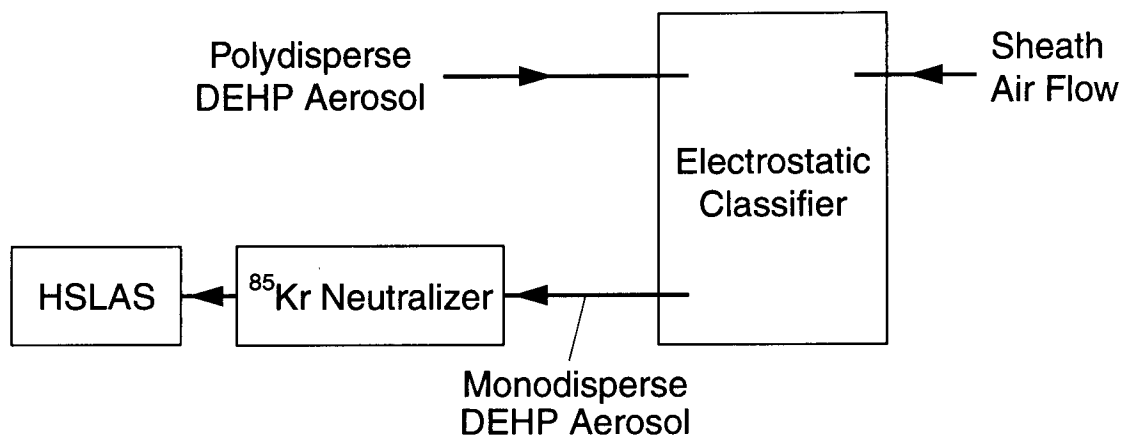 Polydisperse
DEHP Aerosol
Sheath
Air Flow
Electrostatic
Classifier
HSLAS
⁸⁵Kr Neutralizer
Monodisperse
DEHP Aerosol